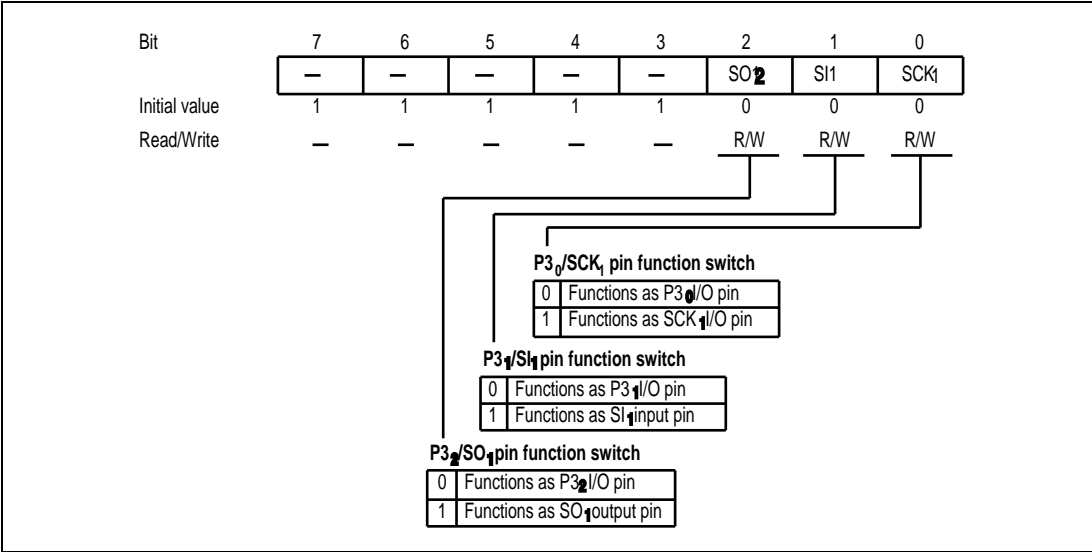 Bit 7 6 5 4 3 2 1 0
— — — — — SO12 SI1 SCK1
Initial value 1 1 1 1 1 0 0 0
Read/Write — — — — — R/W R/W R/W
P30/SCK1 pin function switch
0 Functions as P30 I/O pin
1 Functions as SCK1 I/O pin
P31/SI1 pin function switch
0 Functions as P31 I/O pin
1 Functions as SI1 input pin
P32/SO1 pin function switch
0 Functions as P32 I/O pin
1 Functions as SO1 output pin